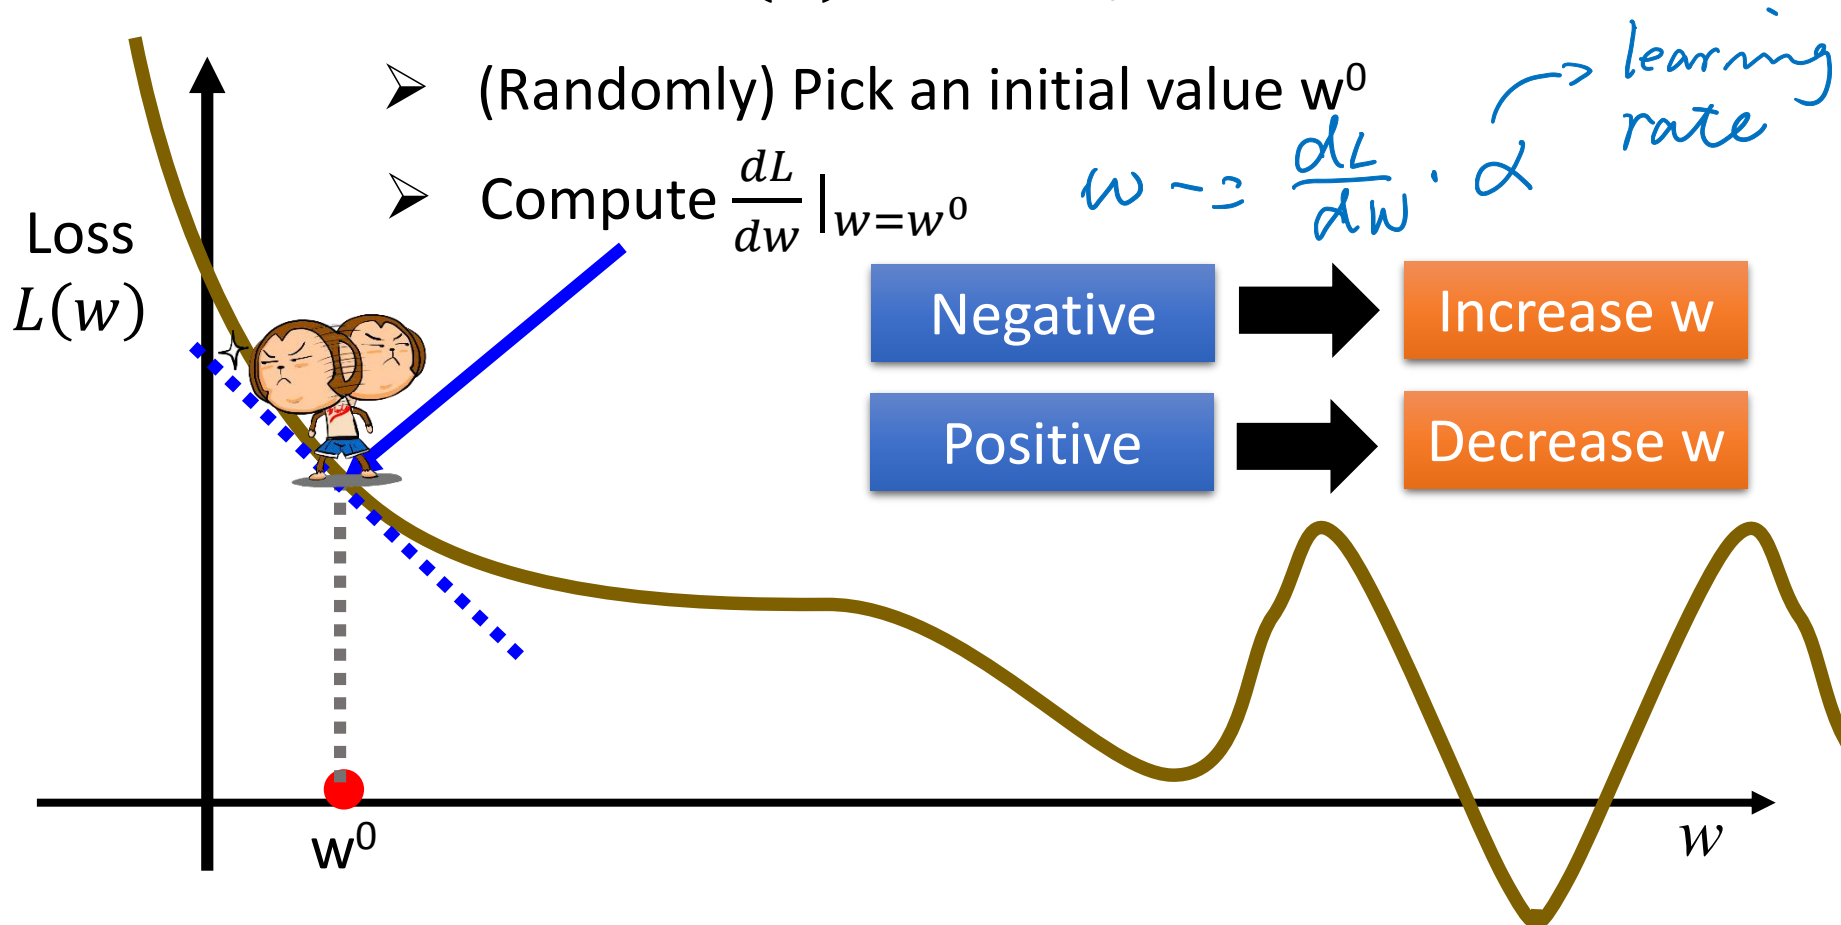 (Randomly) Pick an initial value w⁰
learning
rate
Compute dL/dw |w=w⁰
w -= dL/dw · α
Loss
L(w)
Negative
Increase w
Positive
Decrease w
w⁰
w